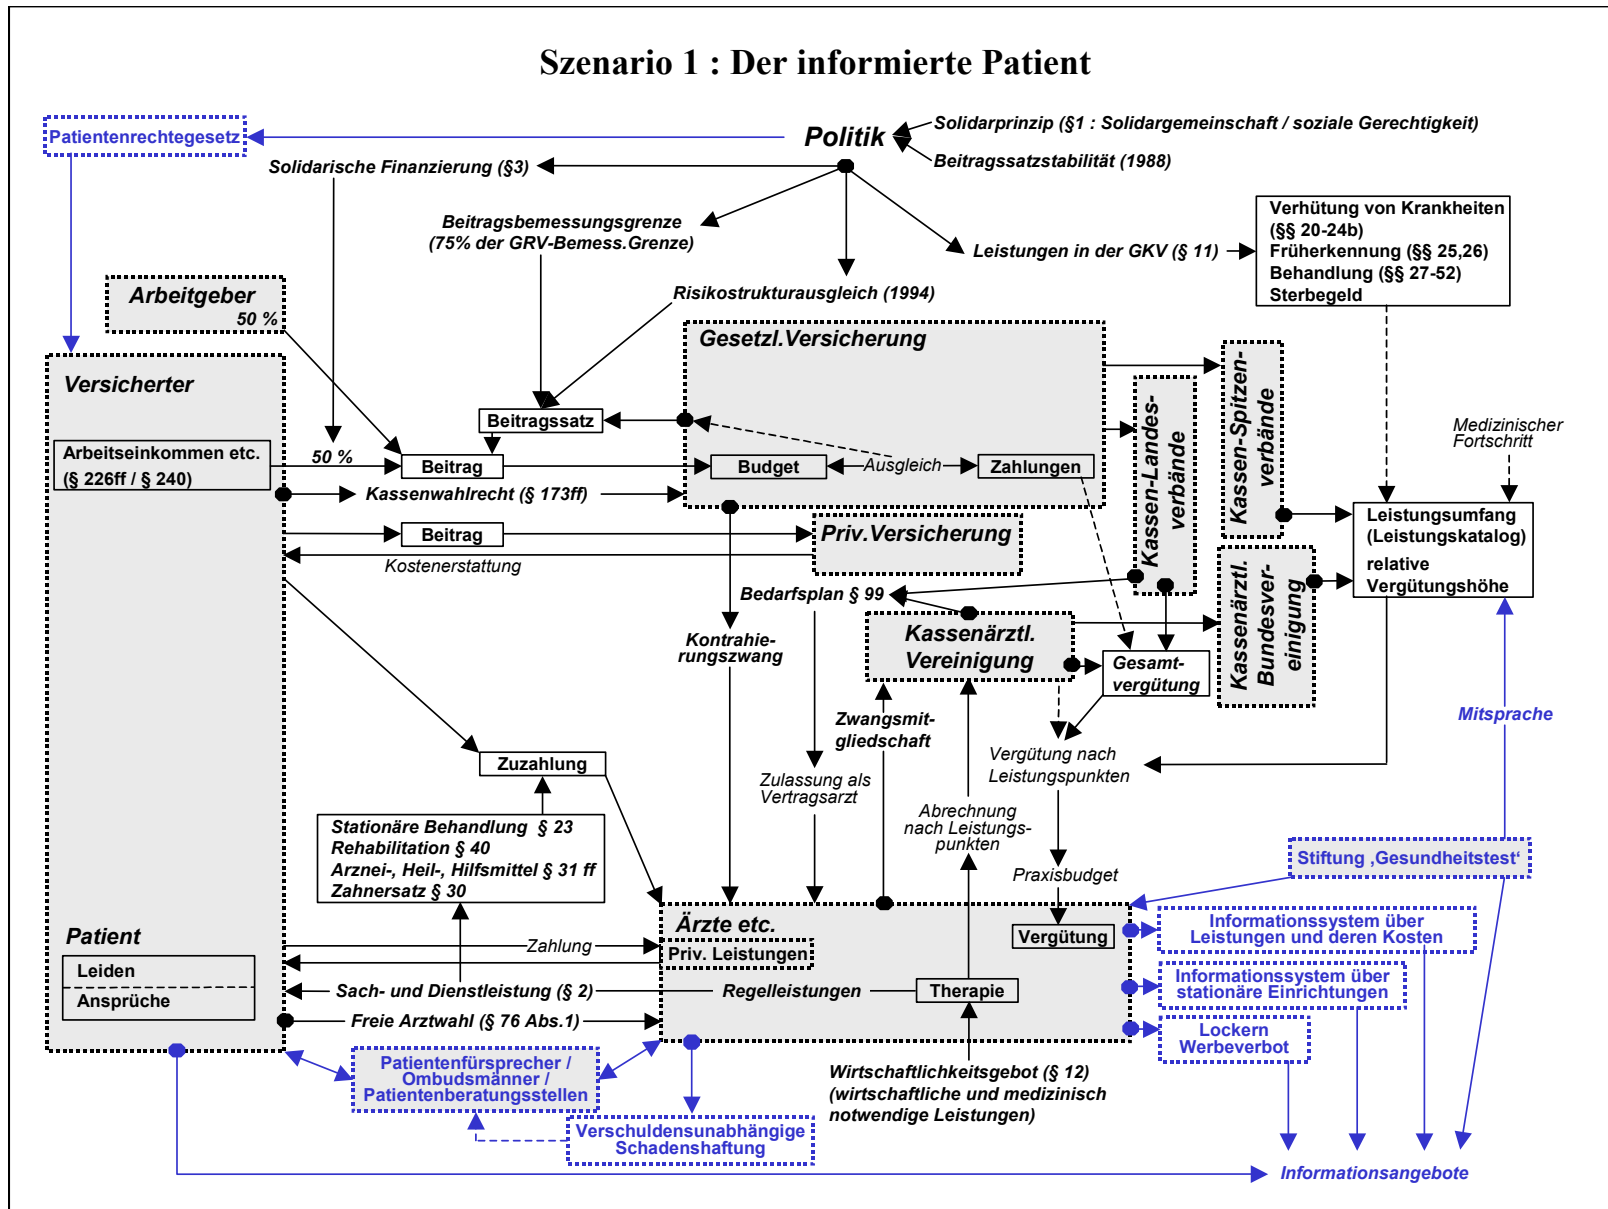 Szenario 1 : Der informierte Patient
Patientenrechtegesetz
Politik
Solidarprinzip (§1 : Solidargemeinschaft / soziale Gerechtigkeit)
Beitragssatzstabilität (1988)
Solidarische Finanzierung (§3)
Beitragsbemessungsgrenze
(75% der GRV-Bemess.Grenze)
Leistungen in der GKV (§ 11)
Verhütung von Krankheiten
(§§ 20-24b)
Früherkennung (§§ 25,26)
Behandlung (§§ 27-52)
Sterbegeld
Arbeitgeber
50 %
Risikostrukturausgleich (1994)
Gesetzl.Versicherung
Kassen-Spitzen-
verbände
Kassen-Landes-
verbände
Versicherter
Beitragssatz
Medizinischer
Fortschritt
Arbeitseinkommen etc.
(§ 226ff / § 240)
50 %
Beitrag
Budget
Ausgleich
Zahlungen
Kassenwahlrecht (§ 173ff)
Leistungsumfang
(Leistungskatalog)
relative
Vergütungshöhe
Beitrag
Priv.Versicherung
Kostenerstattung
Kassenärztl.
Bundesver-
einigung
Bedarfsplan § 99
Kontrahie-
rungszwang
Kassenärztl.
Vereinigung
Gesamt-
vergütung
Zwangsmit-
gliedschaft
Mitsprache
Zuzahlung
Zulassung als
Vertragsarzt
Vergütung nach
Leistungspunkten
Abrechnung
nach Leistungs-
punkten
Stationäre Behandlung § 23
Rehabilitation § 40
Arznei-, Heil-, Hilfsmittel § 31 ff
Zahnersatz § 30
Praxisbudget
Stiftung ‚Gesundheitstest‘
Patient
Leiden
Ansprüche
Zahlung
Ärzte etc.
Priv. Leistungen
Vergütung
Informationssystem über
Leistungen und deren Kosten
Sach- und Dienstleistung (§ 2)
Regelleistungen
Therapie
Informationssystem über
stationäre Einrichtungen
Freie Arztwahl (§ 76 Abs.1)
Lockern
Werbeverbot
Patientenfürsprecher /
Ombudsmänner /
Patientenberatungsstellen
Wirtschaftlichkeitsgebot (§ 12)
(wirtschaftliche und medizinisch
notwendige Leistungen)
Verschuldensunabhängige
Schadenshaftung
Informationsangebote